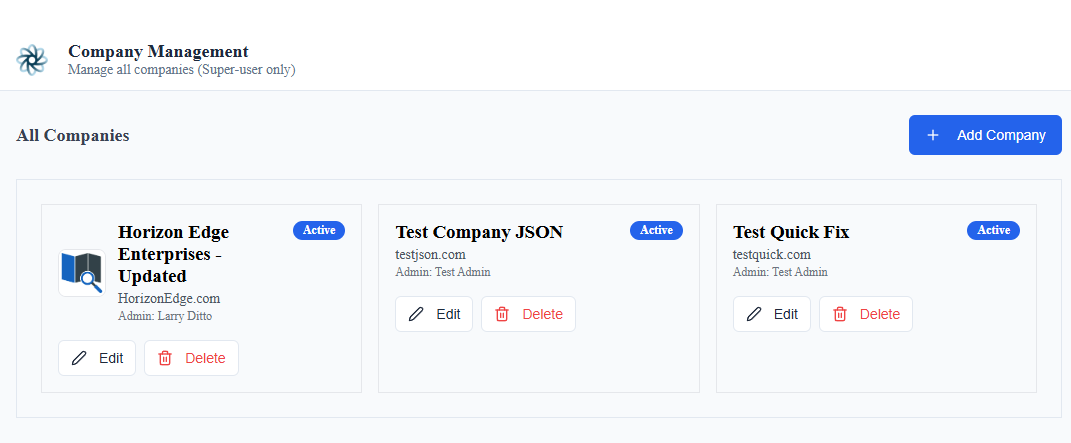 Company Management
Manage all companies (Super-user only)
All Companies
Add Company
Horizon Edge
Enterprises -
Updated
Active
HorizonEdge.com
Admin: Larry Ditto
Edit
Delete
Test Company JSON
Active
testjson.com
Admin: Test Admin
Edit
Delete
Test Quick Fix
Active
testquick.com
Admin: Test Admin
Edit
Delete